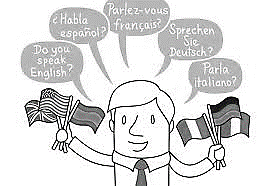 Do you
speak
English?
¿Habla
español?
Parlez-vous
français?
Sprechen
Sie
Deutsch?
Parla
italiano?